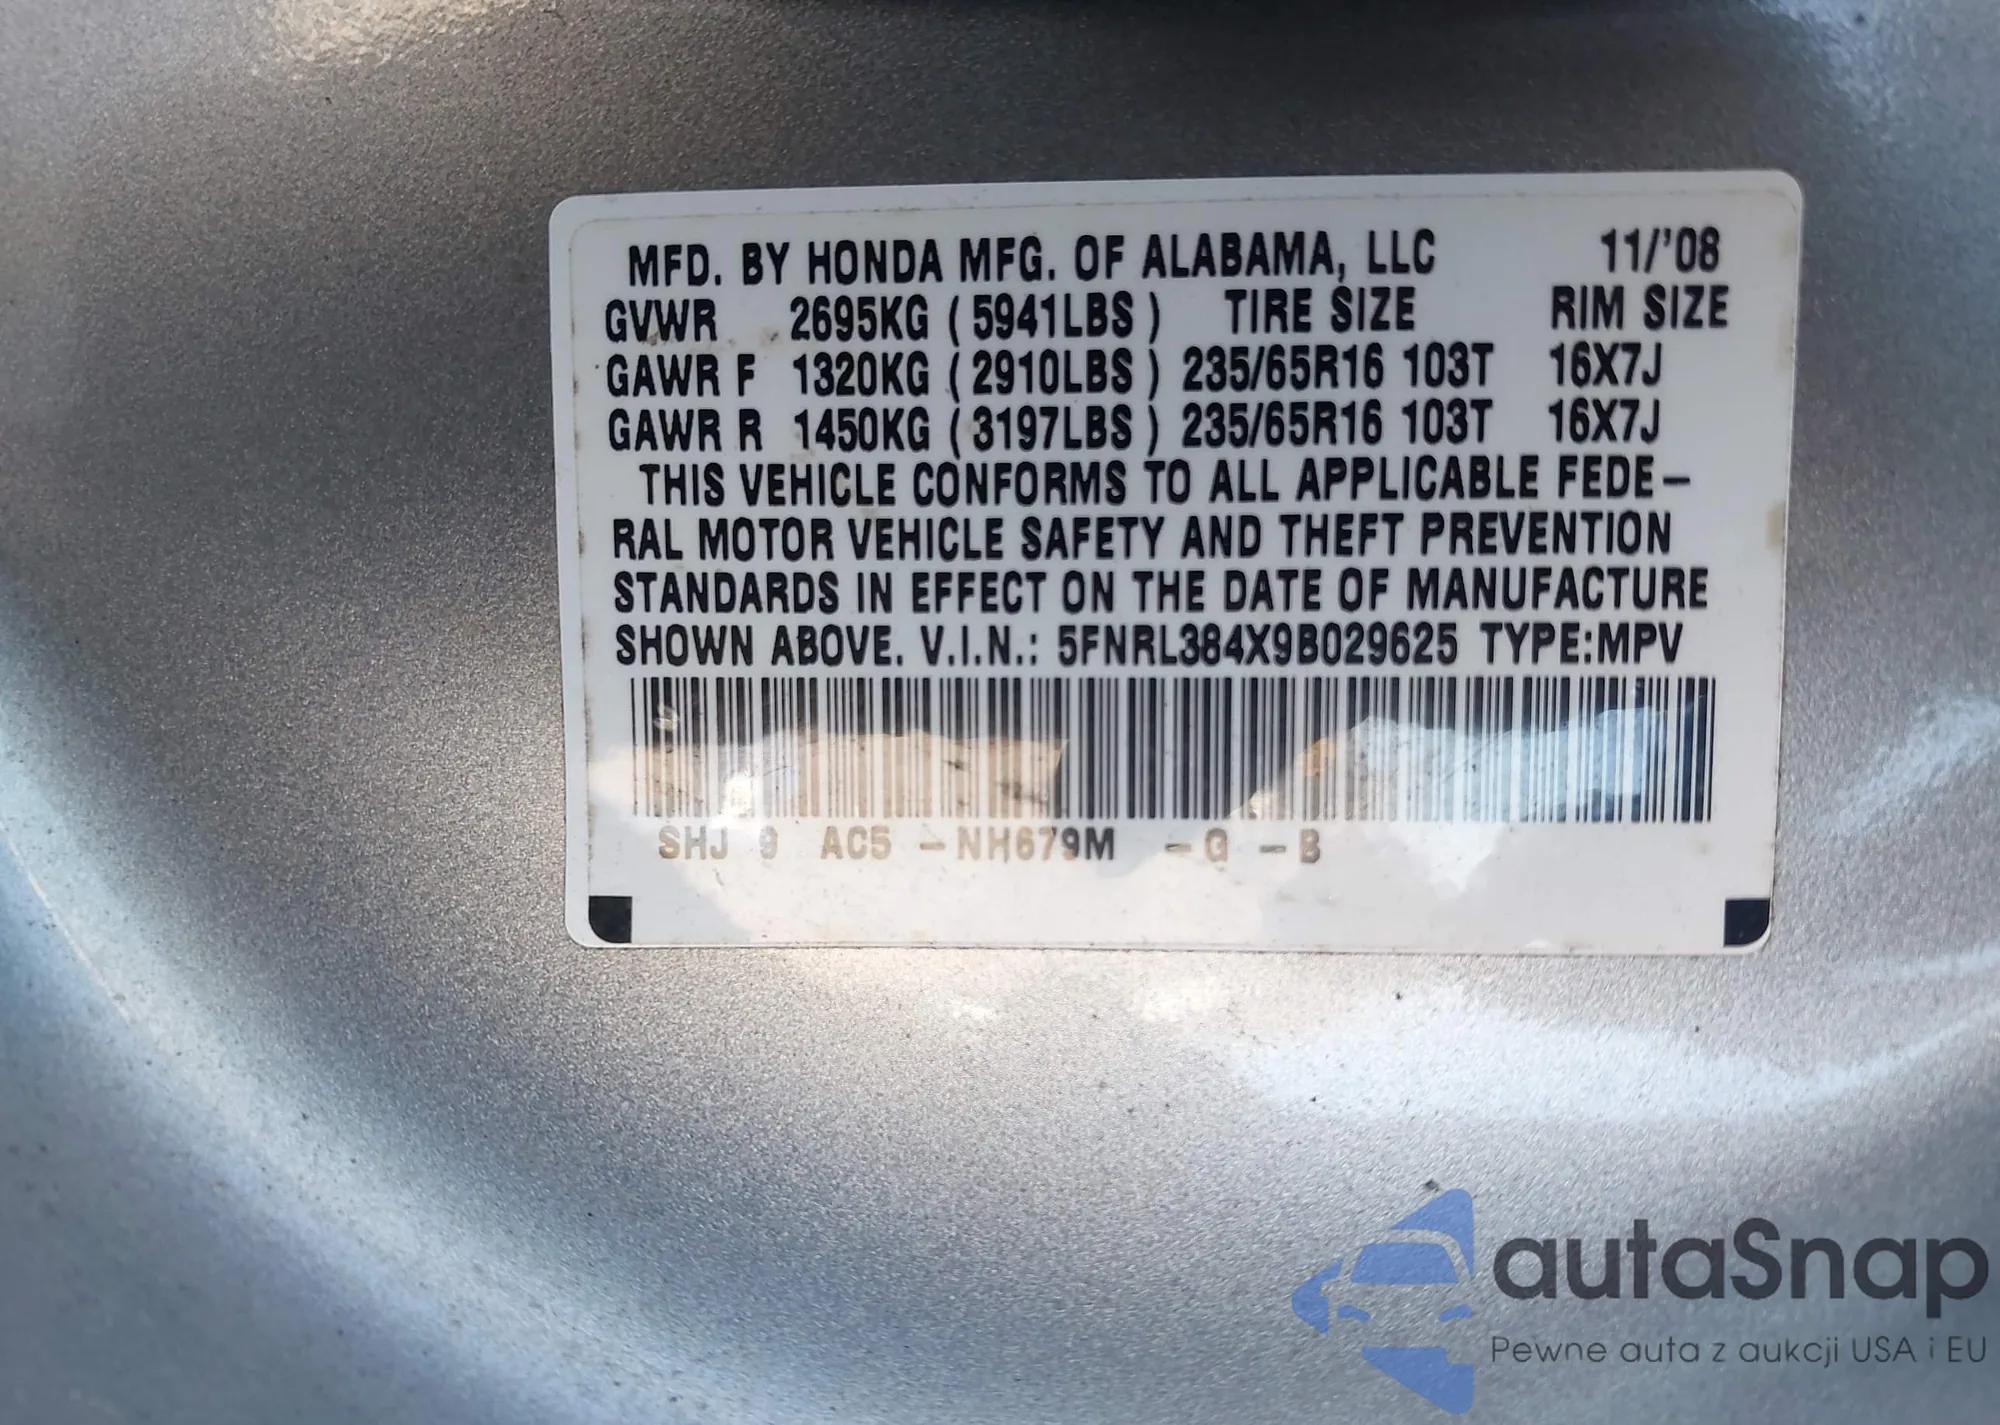 MFD. BY HONDA MFG. OF ALABAMA, LLC 11/'08
GVWR 2695KG ( 5941LBS ) TIRE SIZE RIM SIZE
GAWR F 1320KG ( 2910LBS ) 235/65R16 103T 16X7J
GAWR R 1450KG ( 3197LBS ) 235/65R16 103T 16X7J
THIS VEHICLE CONFORMS TO ALL APPLICABLE FEDE-
RAL MOTOR VEHICLE SAFETY AND THEFT PREVENTION
STANDARDS IN EFFECT ON THE DATE OF MANUFACTURE
SHOWN ABOVE. V.I.N.: 5FNRL384X9B029625 TYPE:MPV
SHJ 9 AC5 -NH679M -G -B
autaSnap
Pewne auta z aukcji USA i EU